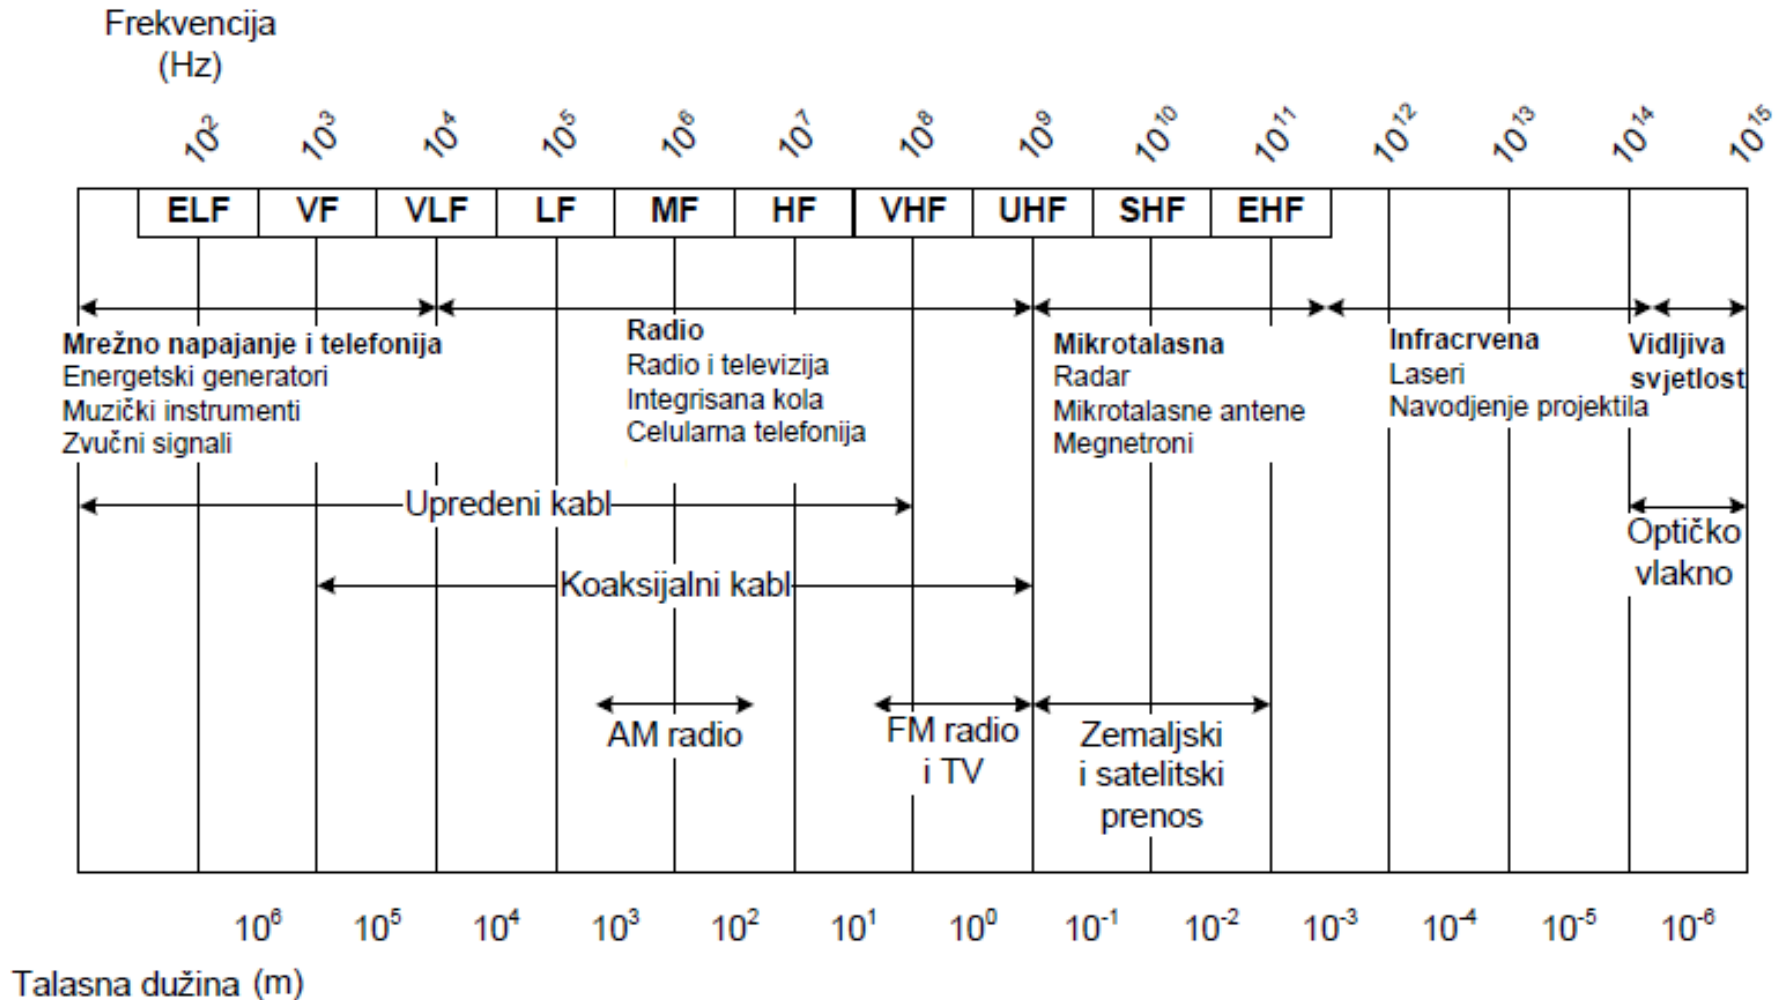 Frekvencija
(Hz)
10² 10³ 10⁴ 10⁵ 10⁶ 10⁷ 10⁸ 10⁹ 10¹⁰ 10¹¹ 10¹² 10¹³ 10¹⁴ 10¹⁵
ELF VF VLF LF MF HF VHF UHF SHF EHF
Mrežno napajanje i telefonija
Energetski generatori
Muzički instrumenti
Zvučni signali
Radio
Radio i televizija
Integrisana kola
Celularna telefonija
Mikrotalasna
Radar
Mikrotalasne antene
Megnetroni
Infracrvena
Laseri
Navodjenje projektila
Vidljiva
svjetlost
Upredeni kabl
Optičko
vlakno
Koaksijalni kabl
AM radio
FM radio
i TV
Zemaljski
i satelitski
prenos
10⁶ 10⁵ 10⁴ 10³ 10² 10¹ 10⁰ 10⁻¹ 10⁻² 10⁻³ 10⁻⁴ 10⁻⁵ 10⁻⁶
Talasna dužina (m)